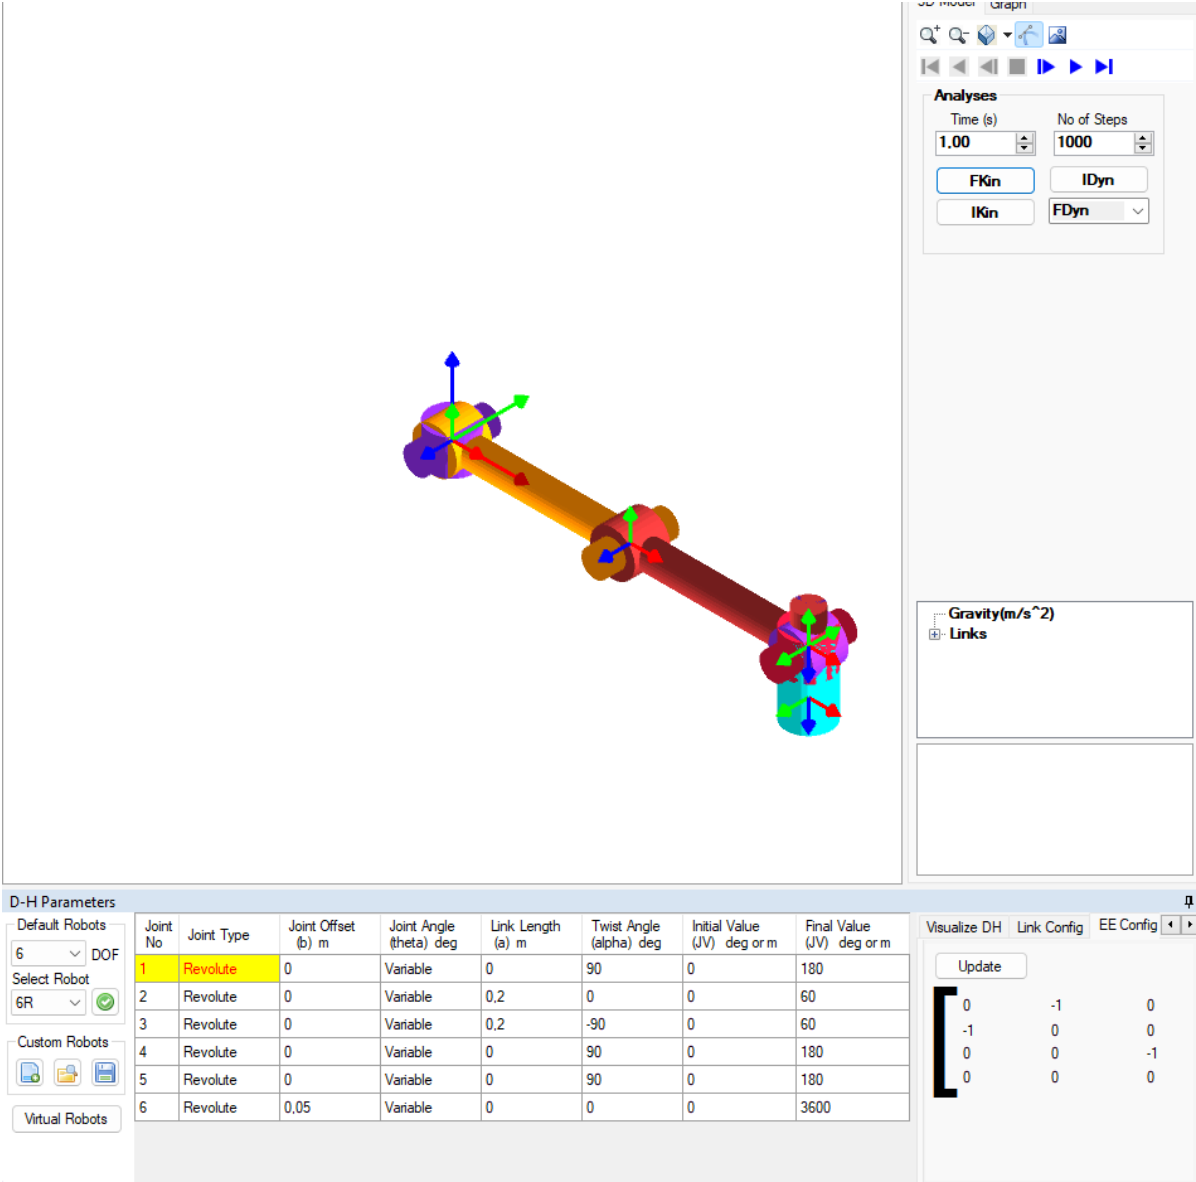 3D Model Graph
Analyses
Time (s) No of Steps
1.00 1000
FKin IDyn
IKin FDyn
Gravity(m/s^2)
Links
D-H Parameters
Default Robots
6 DOF
Select Robot
6R
Custom Robots
Virtual Robots
Joint No Joint Type Joint Offset (b) m Joint Angle (theta) deg Link Length (a) m Twist Angle (alpha) deg Initial Value (JV) deg or m Final Value (JV) deg or m
1 Revolute 0 Variable 0 90 0 180
2 Revolute 0 Variable 0,2 0 0 60
3 Revolute 0 Variable 0,2 -90 0 60
4 Revolute 0 Variable 0 90 0 180
5 Revolute 0 Variable 0 90 0 180
6 Revolute 0,05 Variable 0 0 0 3600
Visualize DH Link Config EE Config
Update
0 -1 0
-1 0 0
0 0 -1
0 0 0